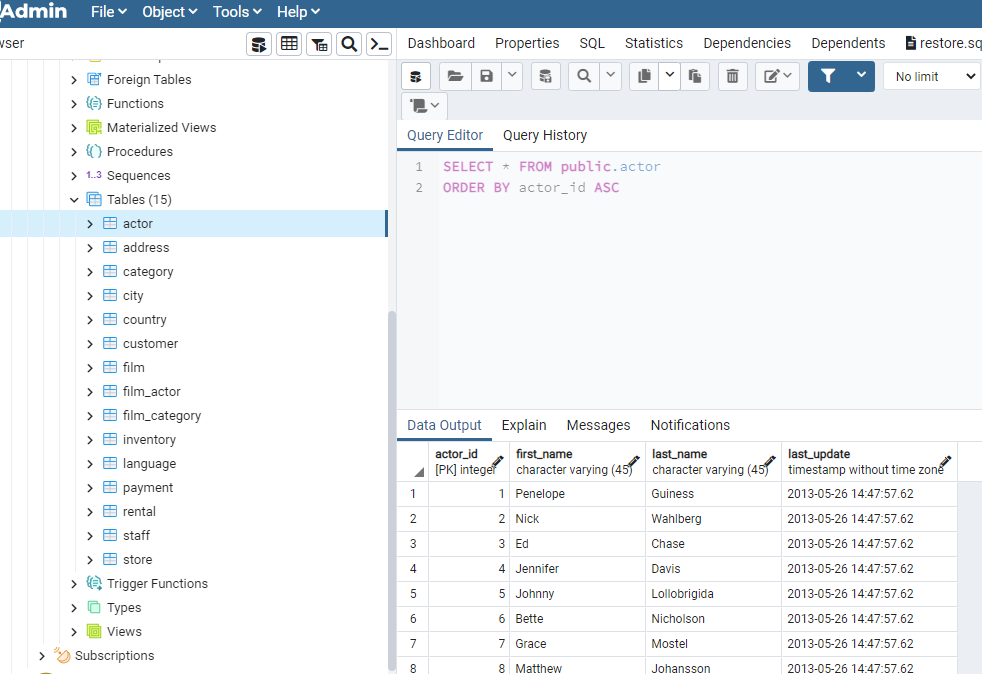 Admin File Object Tools Help
wser
Dashboard Properties SQL Statistics Dependencies Dependents restore.sq
No limit
Foreign Tables
Functions
Materialized Views
Procedures
1..3 Sequences
Tables (15)
actor
address
category
city
country
customer
film
film_actor
film_category
inventory
language
payment
rental
staff
store
Trigger Functions
Types
Views
Subscriptions
Query Editor Query History
1 SELECT * FROM public.actor
2 ORDER BY actor_id ASC
Data Output Explain Messages Notifications
actor_id first_name last_name last_update
[PK] integer character varying (45) character varying (45) timestamp without time zone
1 1 Penelope Guiness 2013-05-26 14:47:57.62
2 2 Nick Wahlberg 2013-05-26 14:47:57.62
3 3 Ed Chase 2013-05-26 14:47:57.62
4 4 Jennifer Davis 2013-05-26 14:47:57.62
5 5 Johnny Lollobrigida 2013-05-26 14:47:57.62
6 6 Bette Nicholson 2013-05-26 14:47:57.62
7 7 Grace Mostel 2013-05-26 14:47:57.62
8 8 Matthew Johansson 2013-05-26 14:47:57.62